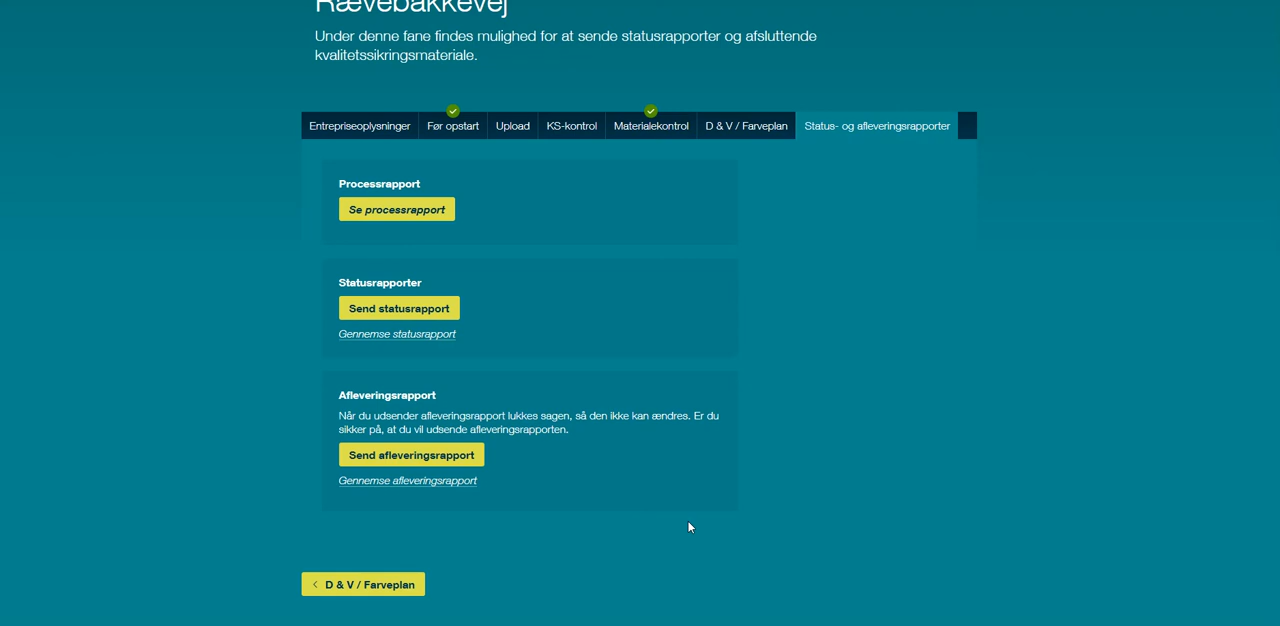 Rævebakkevej
Under denne fane findes mulighed for at sende statusrapporter og afsluttende
kvalitetssikringsmateriale.
Entrepriseoplysninger
Før opstart
Upload
KS-kontrol
Materialekontrol
D & V / Farveplan
Status- og afleveringsrapporter
Processrapport
Se processrapport
Statusrapporter
Send statusrapport
Gennemse statusrapport
Afleveringsrapport
Når du udsender afleveringsrapport lukkes sagen, så den ikke kan ændres. Er du
sikker på, at du vil udsende afleveringsrapporten.
Send afleveringsrapport
Gennemse afleveringsrapport
D & V / Farveplan